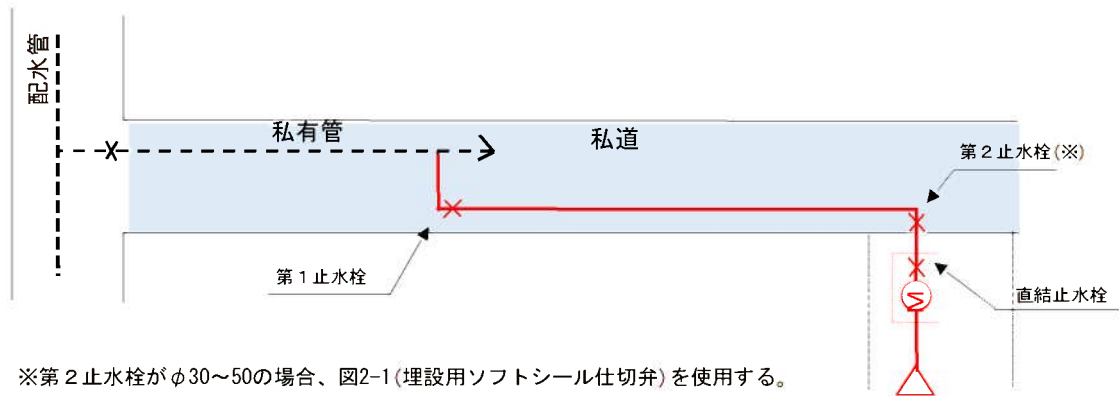 配水管
私有管
私道
第２止水栓(※)
第１止水栓
直結止水栓
M
※第２止水栓がφ30～50の場合、図2-1(埋設用ソフトシール仕切弁)を使用する。